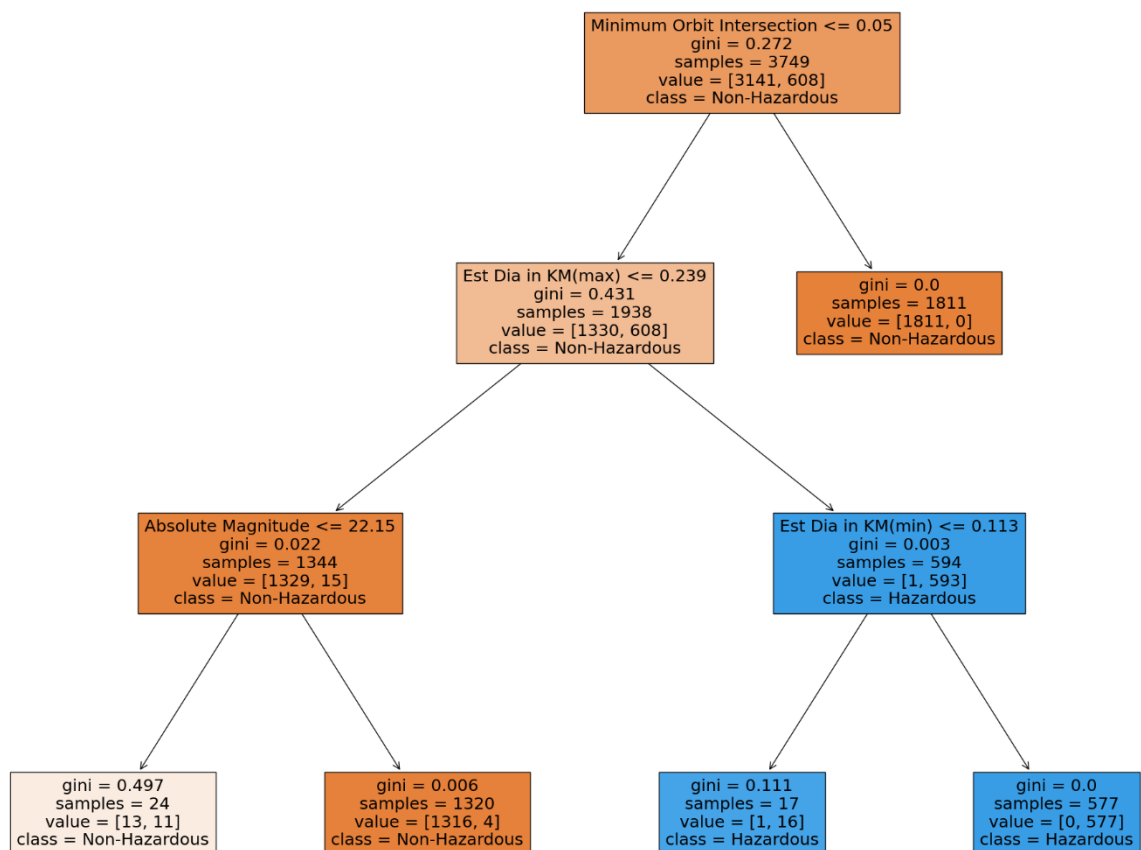 Minimum Orbit Intersection <= 0.05
gini = 0.272
samples = 3749
value = [3141, 608]
class = Non-Hazardous
Est Dia in KM(max) <= 0.239
gini = 0.431
samples = 1938
value = [1330, 608]
class = Non-Hazardous
gini = 0.0
samples = 1811
value = [1811, 0]
class = Non-Hazardous
Absolute Magnitude <= 22.15
gini = 0.022
samples = 1344
value = [1329, 15]
class = Non-Hazardous
Est Dia in KM(min) <= 0.113
gini = 0.003
samples = 594
value = [1, 593]
class = Hazardous
gini = 0.497
samples = 24
value = [13, 11]
class = Non-Hazardous
gini = 0.006
samples = 1320
value = [1316, 4]
class = Non-Hazardous
gini = 0.111
samples = 17
value = [1, 16]
class = Hazardous
gini = 0.0
samples = 577
value = [0, 577]
class = Hazardous